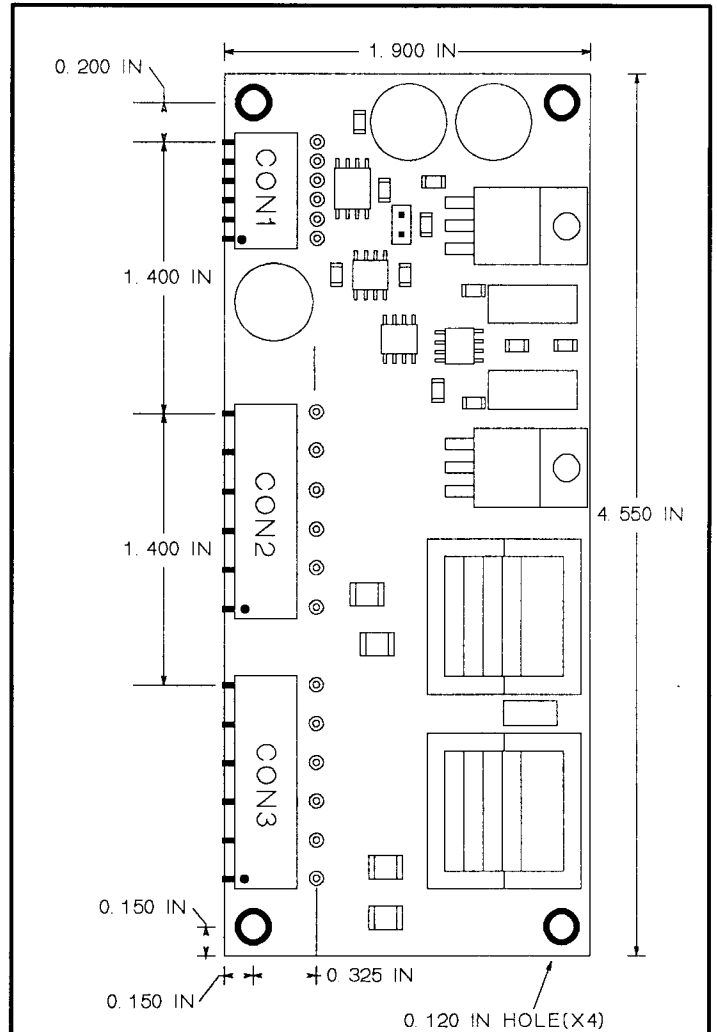 1. 900 IN
0. 200 IN
CON1
1. 400 IN
CON2
4. 550 IN
1. 400 IN
CON3
0. 150 IN
0. 325 IN
0. 150 IN
0. 120 IN HOLE(X4)